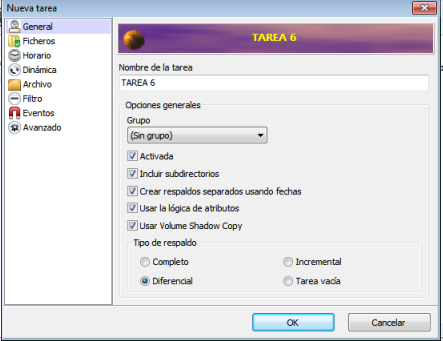 Nueva tarea
General
Ficheros
Horario
Dinámica
Archivo
Filtro
Eventos
Avanzado
TAREA 6
Nombre de la tarea
TAREA 6
Opciones generales
Grupo
(Sin grupo)
Activada
Incluir subdirectorios
Crear respaldos separados usando fechas
Usar la lógica de atributos
Usar Volume Shadow Copy
Tipo de respaldo
Completo
Incremental
Diferencial
Tarea vacía
OK
Cancelar